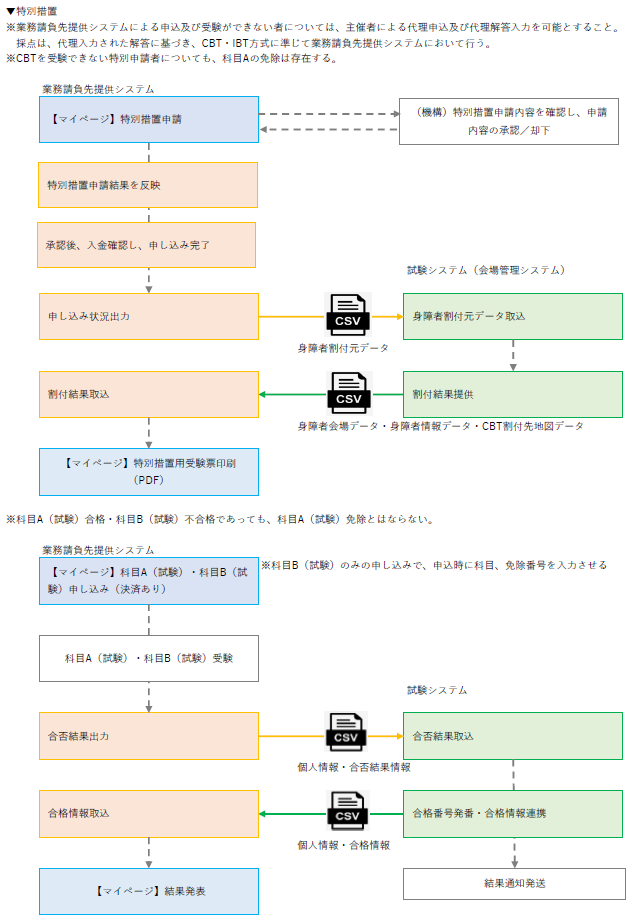 ▼特別措置
※業務請負先提供システムによる申込及び受験ができない者については、主催者による代理申込及び代理解答入力を可能とすること。
採点は、代理入力された解答に基づき、CBT・IBT方式に準じて業務請負先提供システムにおいて行う。
※CBTを受験できない特別申請者についても、科目Aの免除は存在する。
業務請負先提供システム
【マイページ】特別措置申請
（機構）特別措置申請内容を確認し、申請
内容の承認／却下
特別措置申請結果を反映
承認後、入金確認し、申し込み完了
試験システム（会場管理システム）
申し込み状況出力
CSV
身障者割付元データ取込
身障者割付元データ
割付結果取込
CSV
割付結果提供
身障者会場データ・身障者情報データ・CBT割付先地図データ
【マイページ】特別措置用受験票印刷
（PDF）
※科目A（試験）合格・科目B（試験）不合格であっても、科目A（試験）免除とはならない。
業務請負先提供システム
【マイページ】科目A（試験）・科目B（試
験）申し込み（決済あり）
※科目B（試験）のみの申し込みで、申込時に科目、免除番号を入力させる
科目A（試験）・科目B（試験）受験
試験システム
合否結果出力
CSV
合否結果取込
個人情報・合否結果情報
合格情報取込
CSV
合格番号発番・合格情報連携
個人情報・合格情報
【マイページ】結果発表
結果通知発送